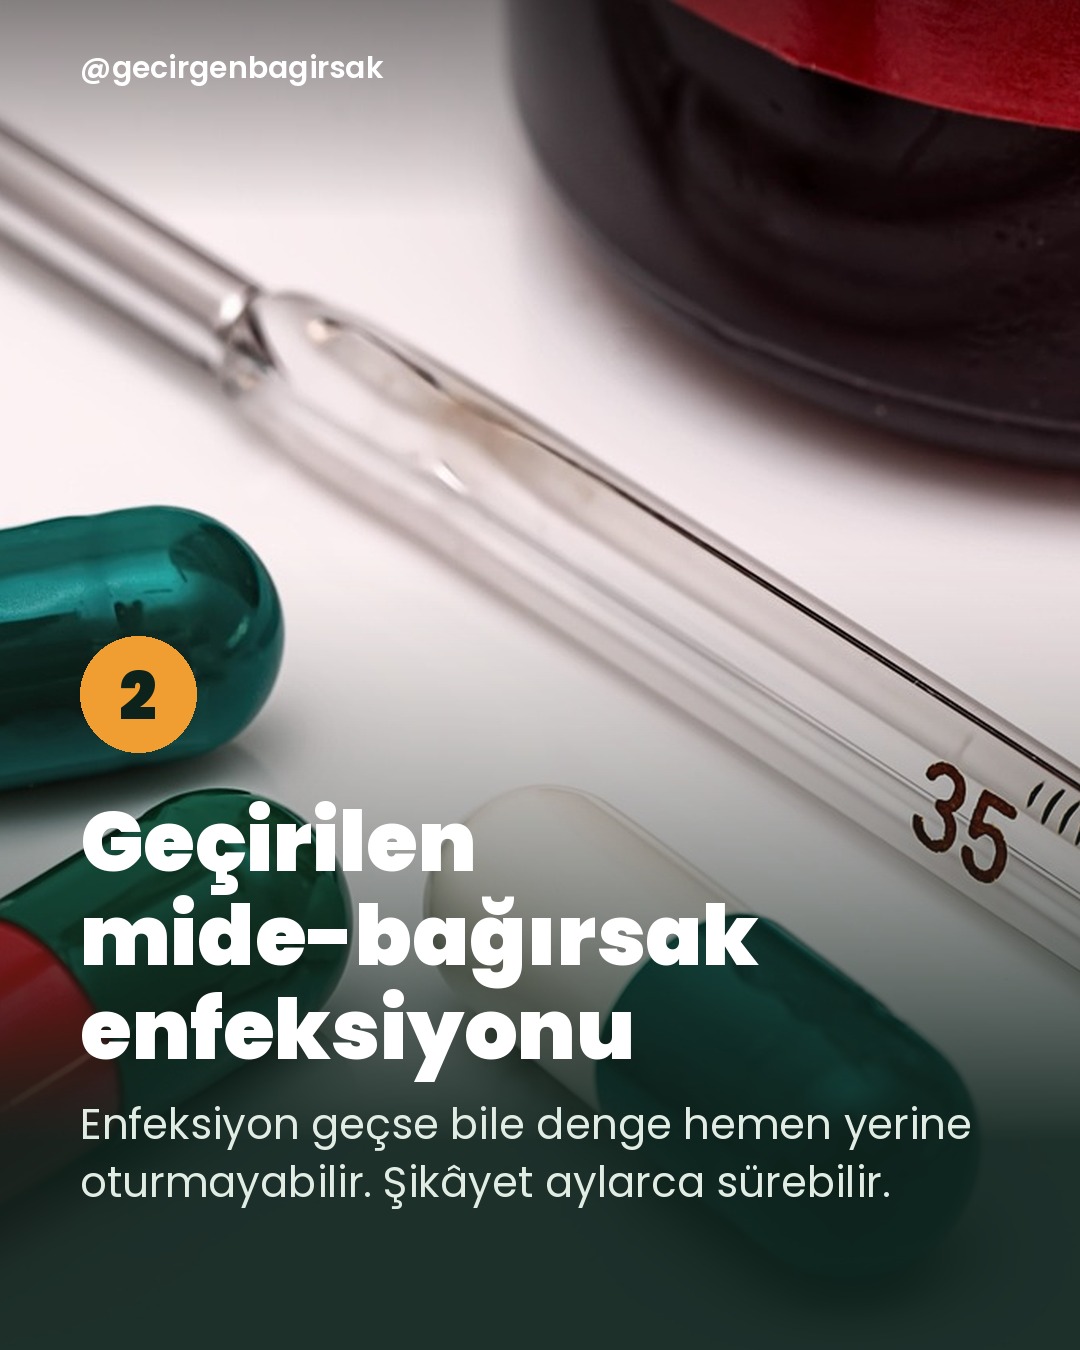 @gecirgenbagirsak
2
35
Geçirilen
mide-bağırsak
enfeksiyonu
Enfeksiyon geçse bile denge hemen yerine
oturmayabilir. Şikâyet aylarca sürebilir.